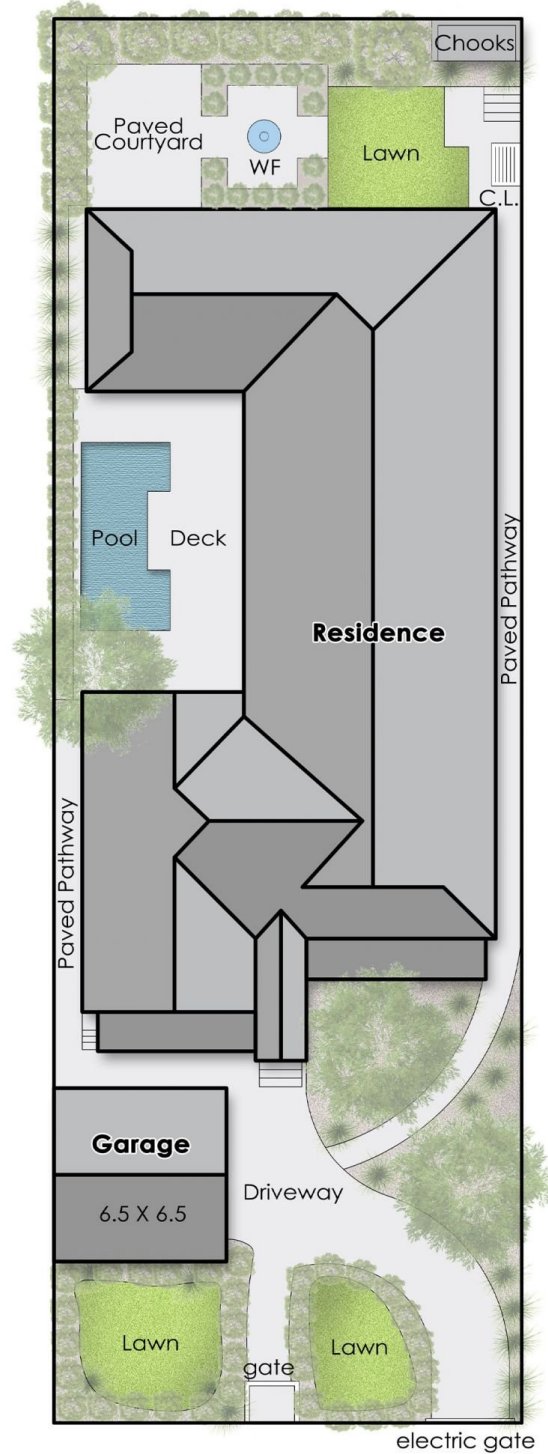 Chooks
Paved
Courtyard
WF
Lawn
C.L.
Pool
Deck
Paved Pathway
Residence
Paved Pathway
Garage
6.5 X 6.5
Driveway
Lawn
Lawn
gate
electric gate